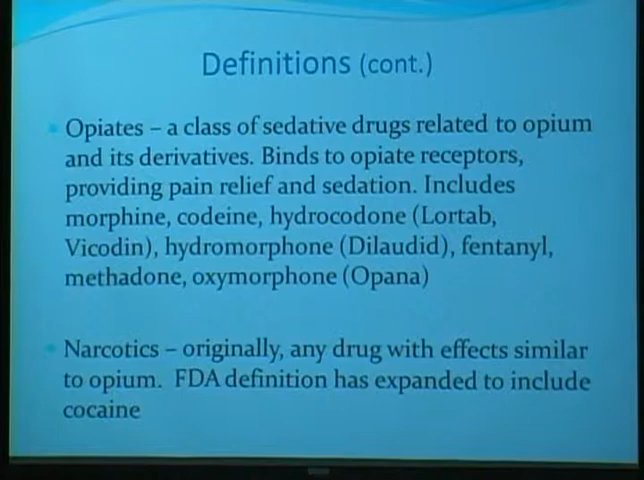 Definitions (cont.)
Opiates – a class of sedative drugs related to opium
and its derivatives. Binds to opiate receptors,
providing pain relief and sedation. Includes
morphine, codeine, hydrocodone (Lortab,
Vicodin), hydromorphone (Dilaudid), fentanyl,
methadone, oxymorphone (Opana)
Narcotics – originally, any drug with effects similar
to opium. FDA definition has expanded to include
cocaine